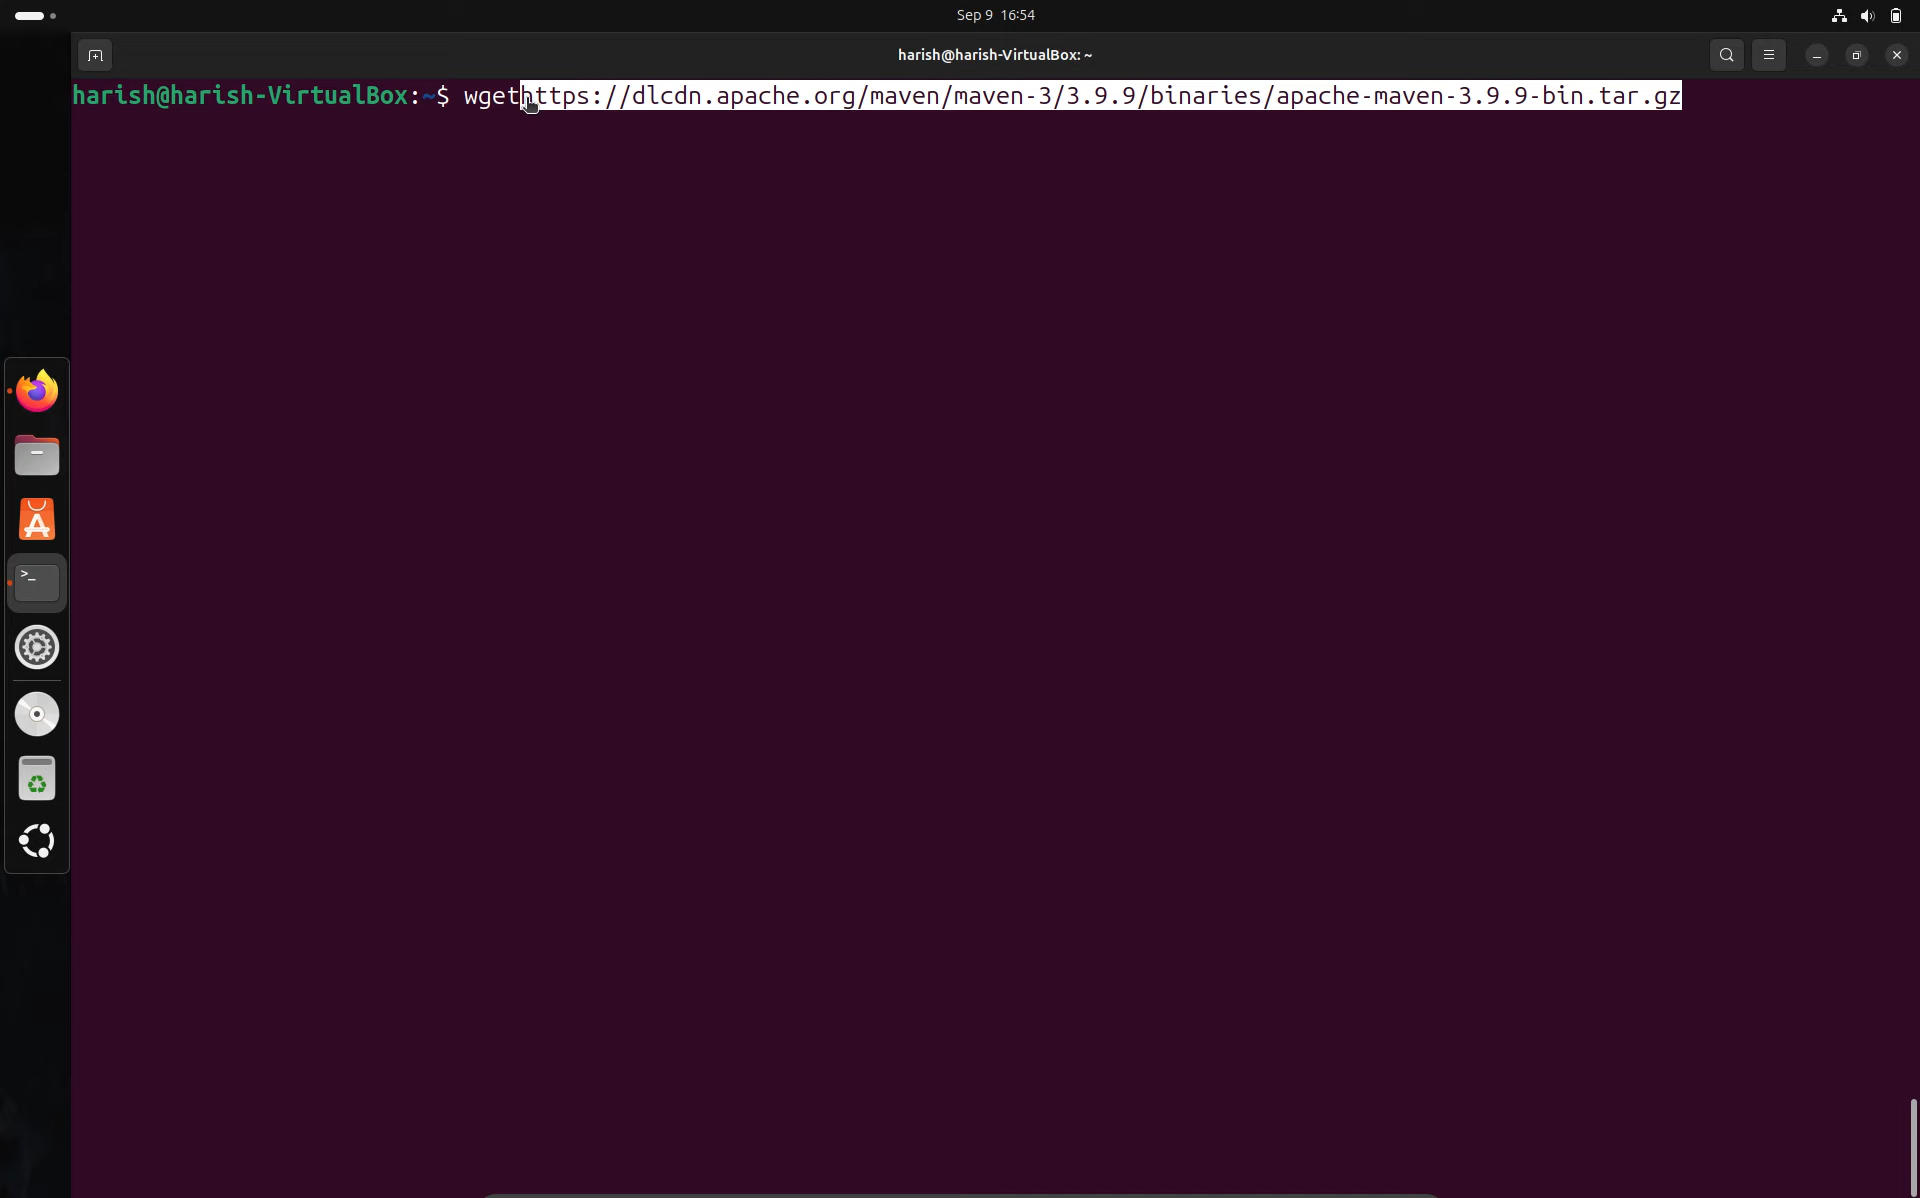 Sep 9 16:54
harish@harish-VirtualBox: ~
harish@harish-VirtualBox:~$ wgethttps://dlcdn.apache.org/maven/maven-3/3.9.9/binaries/apache-maven-3.9.9-bin.tar.gz